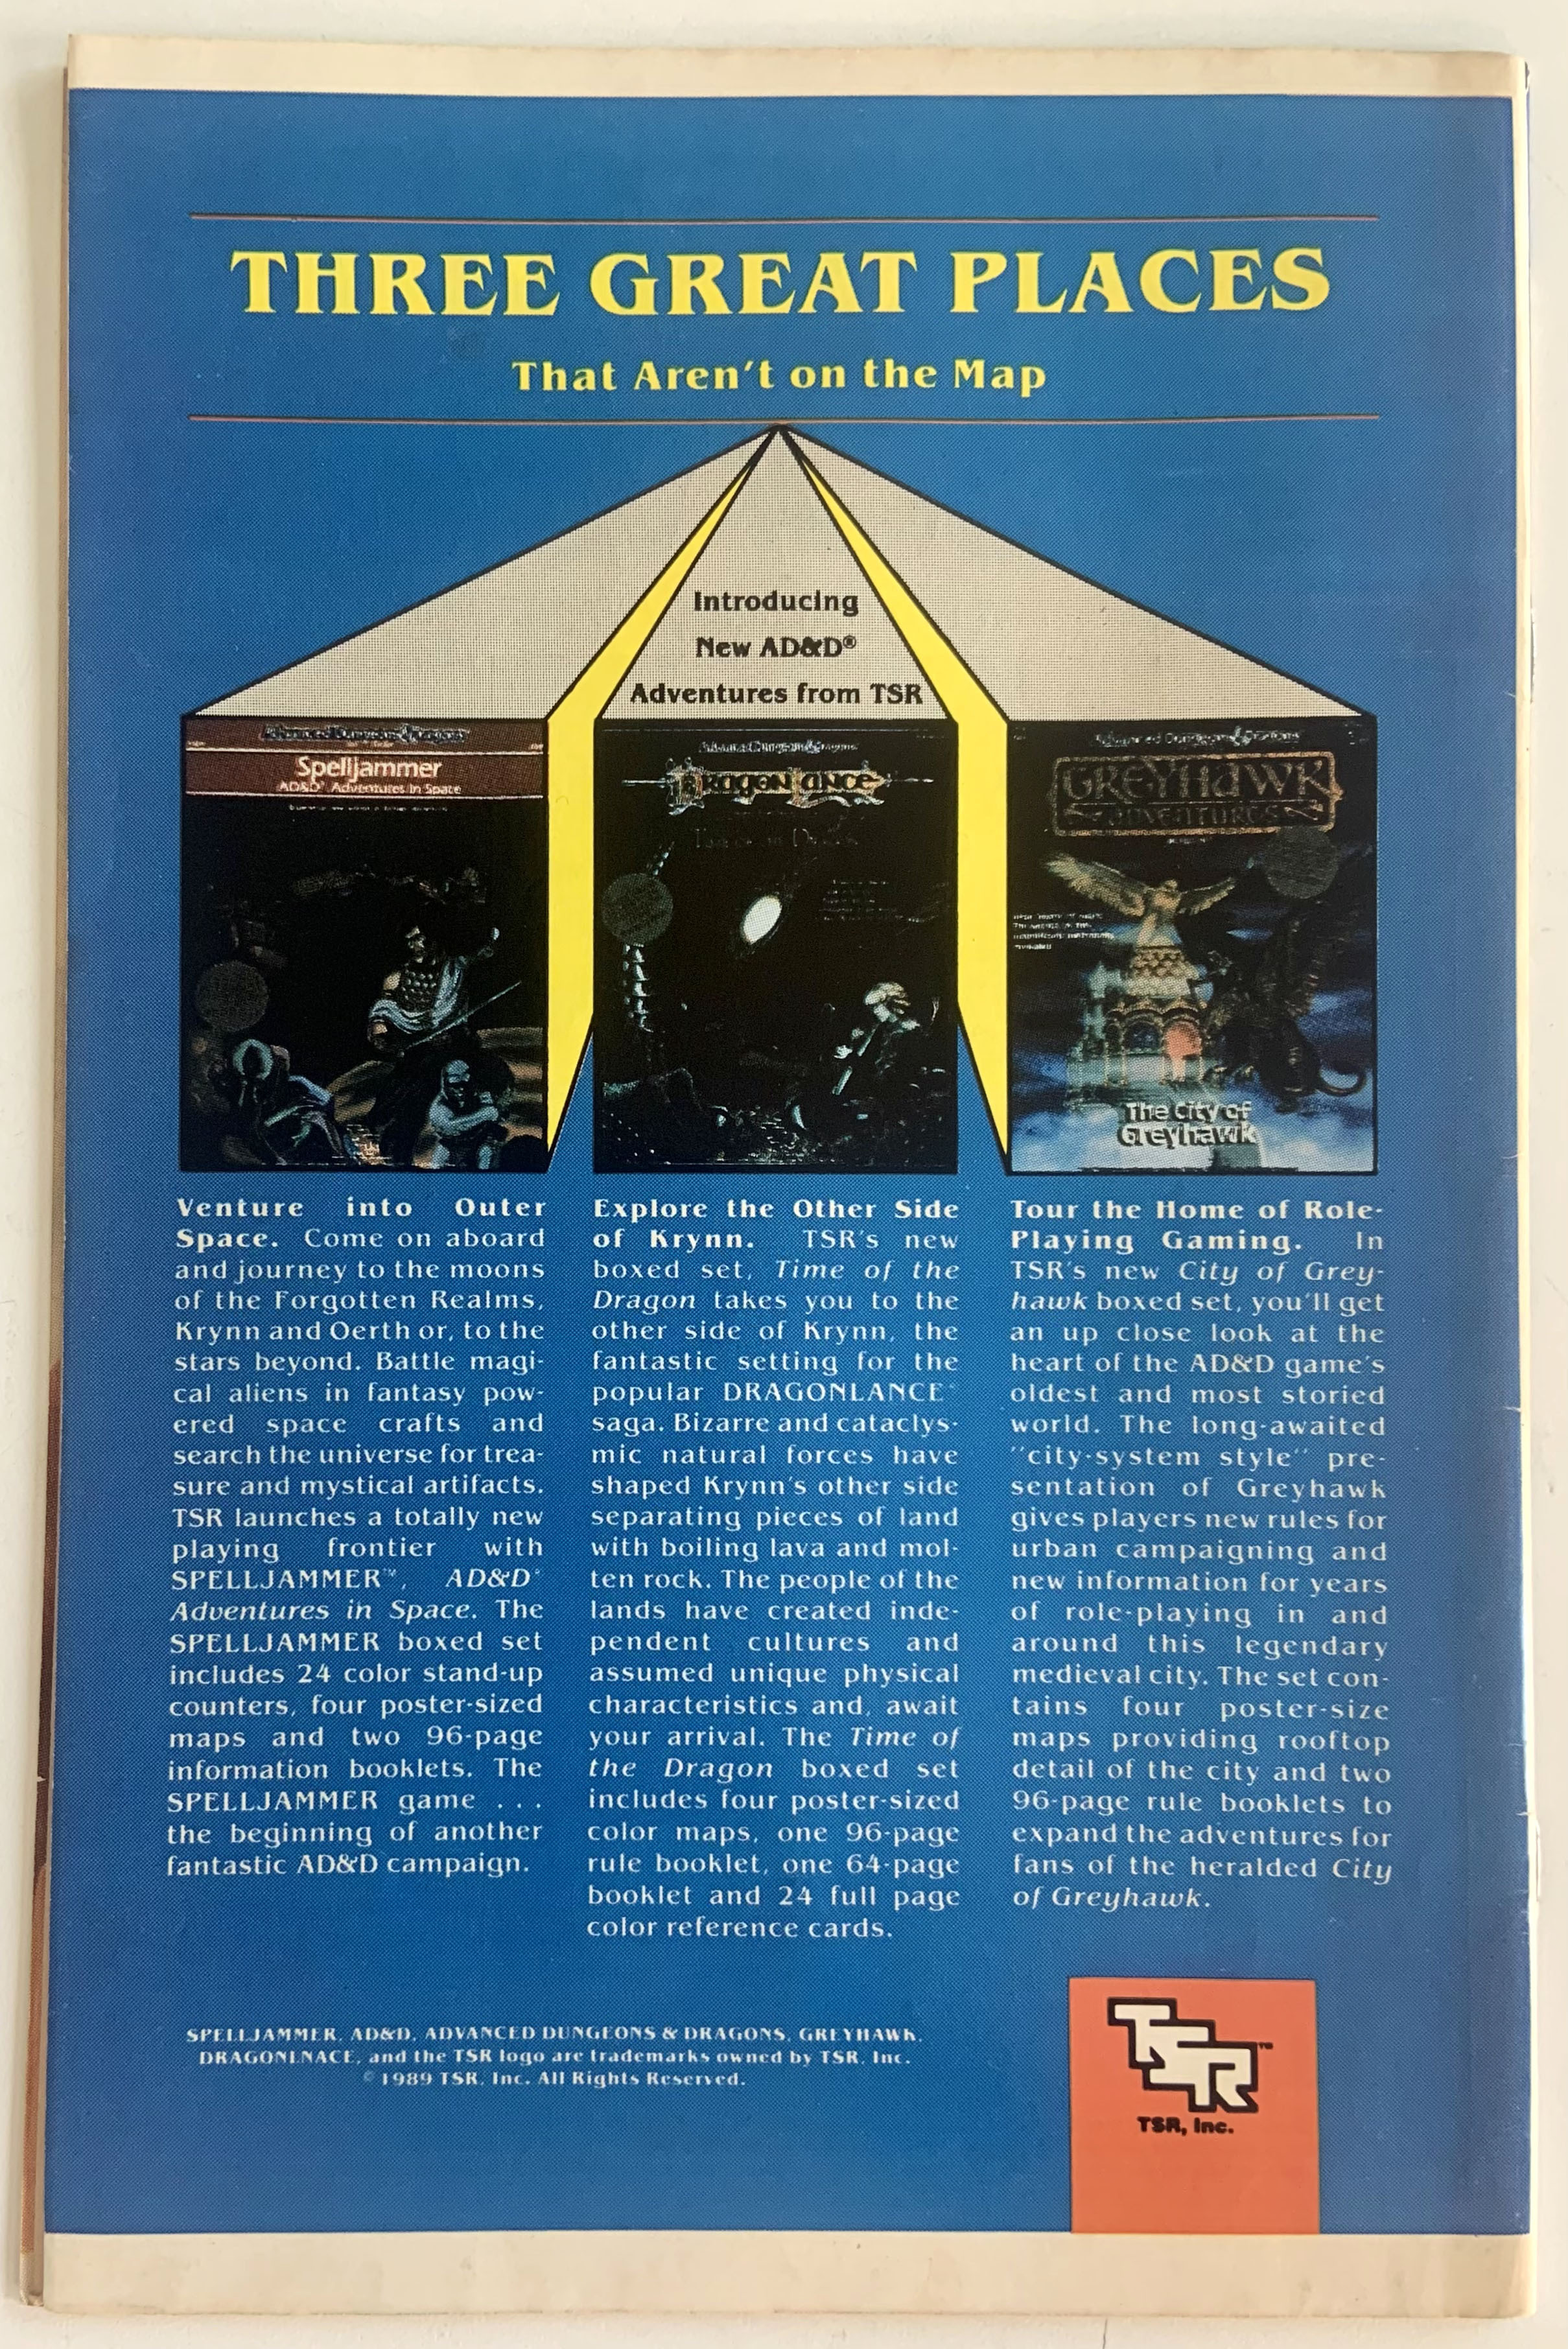 THREE GREAT PLACES
That Aren't on the Map
Introducing
New AD&D®
Adventures from TSR
Advanced Dungeons & Dragons
Spelljammer
AD&D® Adventures In Space
Advanced Dungeons & Dragons
DragonLance
Time of the Dragon
Advanced Dungeons & Dragons
GREYHAWK
ADVENTURES
The City of
Greyhawk
Venture into Outer
Space. Come on aboard
and journey to the moons
of the Forgotten Realms,
Krynn and Oerth or, to the
stars beyond. Battle magi-
cal aliens in fantasy pow-
ered space crafts and
search the universe for trea-
sure and mystical artifacts.
TSR launches a totally new
playing frontier with
SPELLJAMMER™, AD&D®
Adventures in Space. The
SPELLJAMMER boxed set
includes 24 color stand-up
counters, four poster-sized
maps and two 96-page
information booklets. The
SPELLJAMMER game . . .
the beginning of another
fantastic AD&D campaign.
Explore the Other Side
of Krynn. TSR's new
boxed set, Time of the
Dragon takes you to the
other side of Krynn, the
fantastic setting for the
popular DRAGONLANCE®
saga. Bizarre and cataclys-
mic natural forces have
shaped Krynn's other side
separating pieces of land
with boiling lava and mol-
ten rock. The people of the
lands have created inde-
pendent cultures and
assumed unique physical
characteristics and, await
your arrival. The Time of
the Dragon boxed set
includes four poster-sized
color maps, one 96-page
rule booklet, one 64-page
booklet and 24 full page
color reference cards.
Tour the Home of Role-
Playing Gaming. In
TSR's new City of Grey-
hawk boxed set, you'll get
an up close look at the
heart of the AD&D game's
oldest and most storied
world. The long-awaited
"city-system style" pre-
sentation of Greyhawk
gives players new rules for
urban campaigning and
new information for years
of role-playing in and
around this legendary
medieval city. The set con-
tains four poster-size
maps providing rooftop
detail of the city and two
96-page rule booklets to
expand the adventures for
fans of the heralded City
of Greyhawk.
SPELLJAMMER, AD&D, ADVANCED DUNGEONS & DRAGONS, GREYHAWK,
DRAGONLNACE, and the TSR logo are trademarks owned by TSR, Inc.
© 1989 TSR, Inc. All Rights Reserved.
TSR™
TSR, Inc.